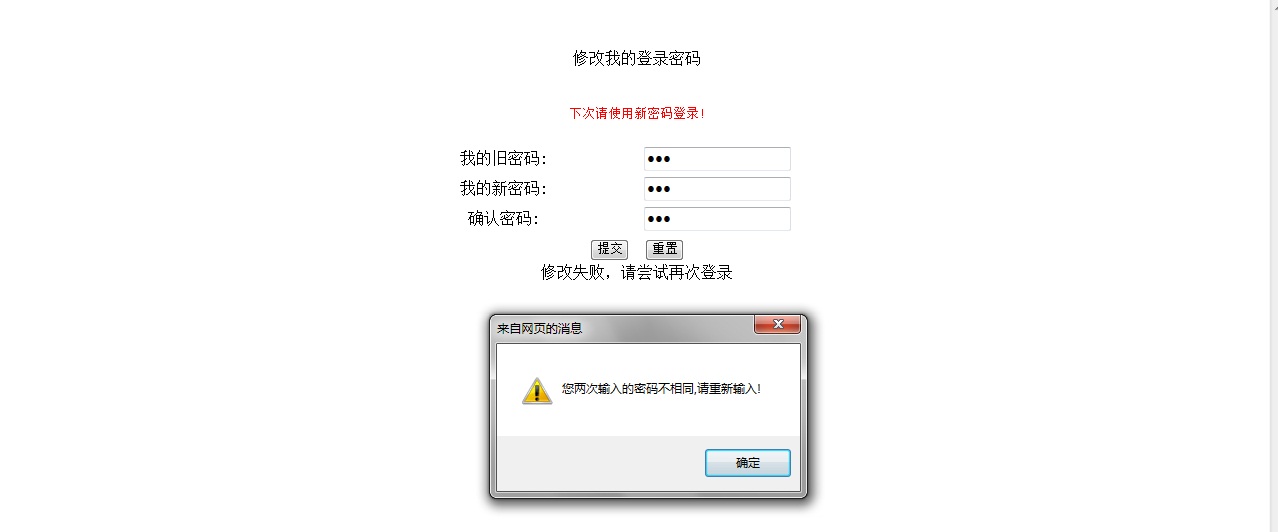 修改我的登录密码
下次请使用新密码登录!
我的旧密码:
我的新密码:
确认密码:
提交 重置
修改失败，请尝试再次登录
来自网页的消息
您两次输入的密码不相同,请重新输入!
确定